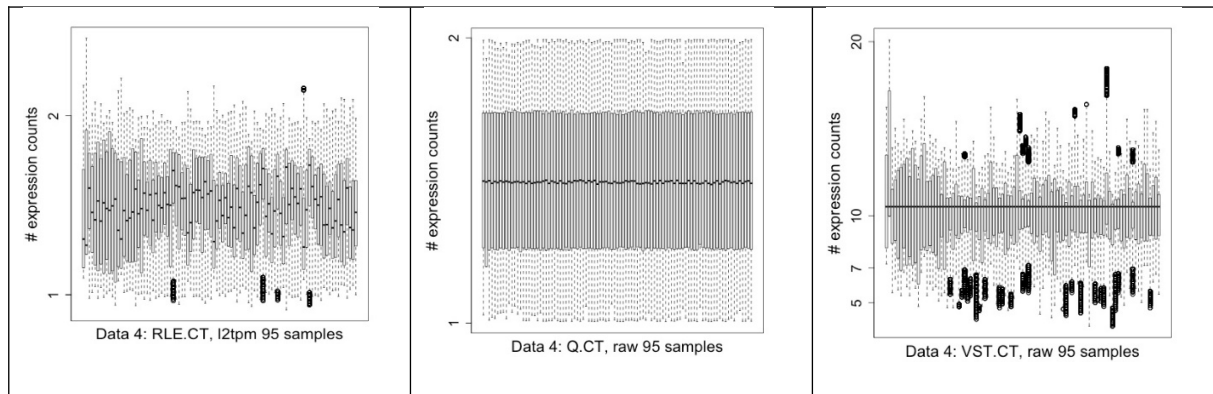 # expression counts
2
1
Data 4: RLE.CT, l2tpm 95 samples
# expression counts
2
1
Data 4: Q.CT, raw 95 samples
# expression counts
20
10
7
5
Data 4: VST.CT, raw 95 samples